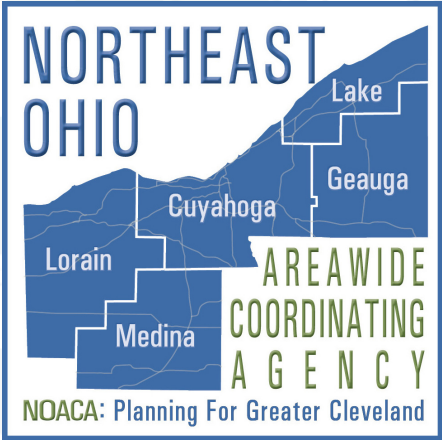 NORTHEAST
OHIO
Lake
Geauga
Cuyahoga
Lorain
Medina
AREAWIDE
COORDINATING
AGENCY
NOACA: Planning For Greater Cleveland